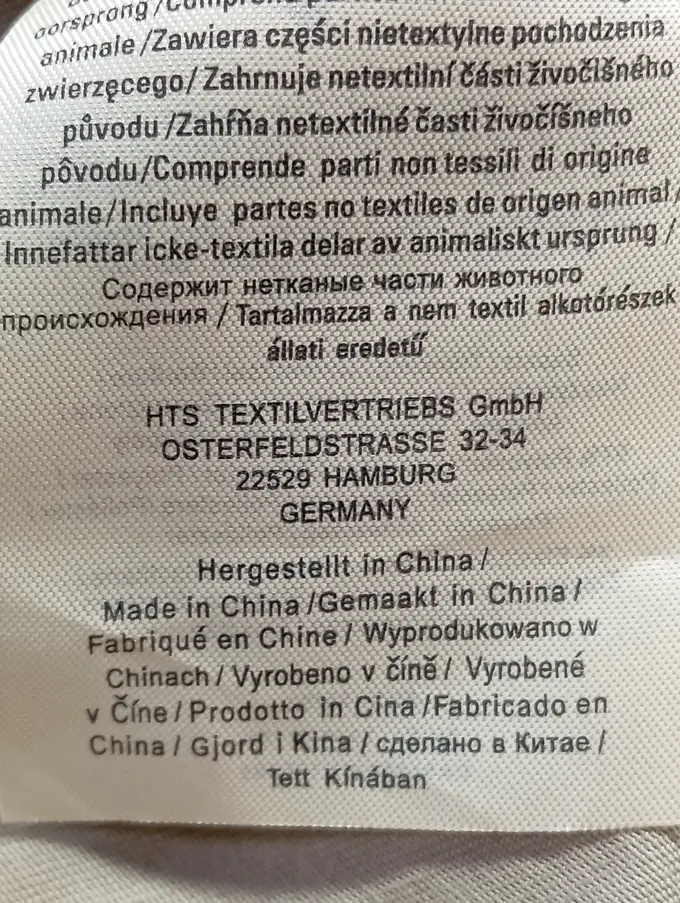 oorsprong /Comprend
animale /Zawiera części nietextylne pochodzenia
zwierzęcego/ Zahrnuje netextilní části živočišného
původu /Zahŕňa netextilné časti živočíšneho
pôvodu/Comprende parti non tessili di origine
animale/Incluye partes no textiles de origen animal/
Innefattar icke-textila delar av animaliskt ursprung /
Содержит нетканые части животного
происхождения / Tartalmazza a nem textil alkotórészek
állati eredetű
HTS TEXTILVERTRIEBS GmbH
OSTERFELDSTRASSE 32-34
22529 HAMBURG
GERMANY
Hergestellt in China /
Made in China /Gemaakt in China /
Fabriqué en Chine / Wyprodukowano w
Chinach / Vyrobeno v číně / Vyrobené
v Číne / Prodotto in Cina /Fabricado en
China / Gjord i Kina / сделано в Китае /
Tett Kínában